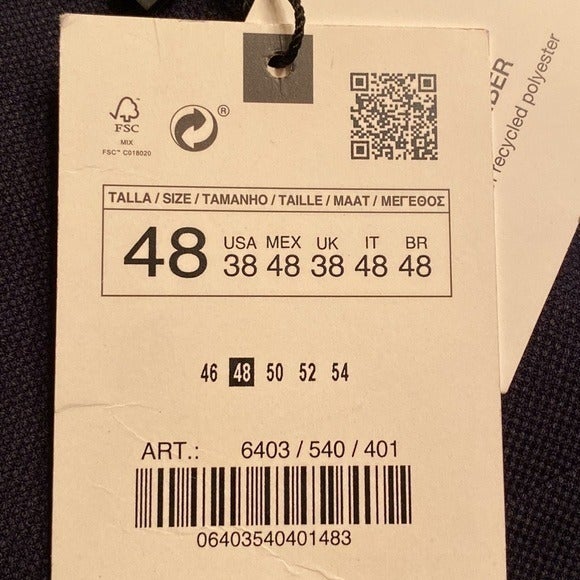 FSC
MIX
FSC™ C018020
®
TALLA / SIZE / TAMANHO / TAILLE / MAAT / ΜΕΓΕΘΟΣ
48
USA MEX UK IT BR
38 48 38 48 48
46 48 50 52 54
ART.: 6403 / 540 / 401
06403540401483
recycled polyester